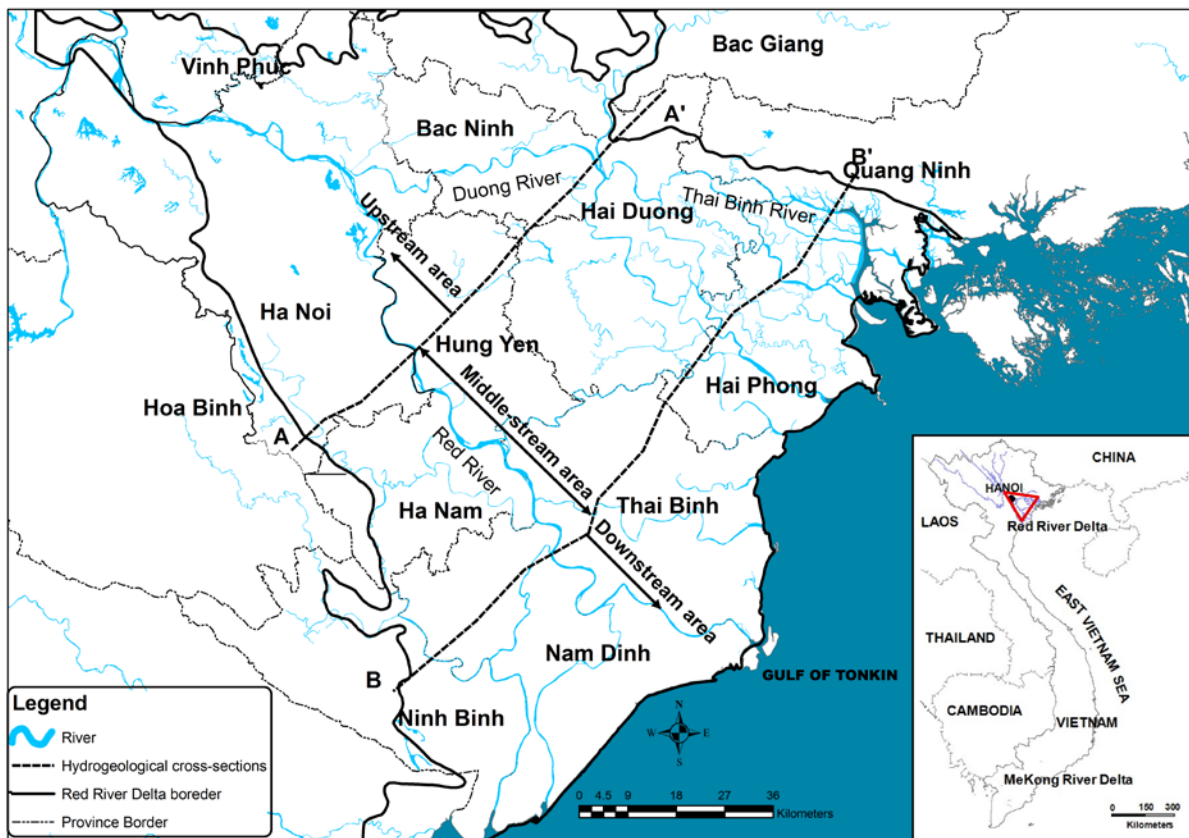 Bac Giang
Vinh Phuc
A'
Bac Ninh
B'
Quang Ninh
Duong River
Thai Binh River
Hai Duong
Upstream area
Ha Noi
Hung Yen
Hai Phong
Middle-stream area
Hoa Binh
A
Red River
Ha Nam
Thai Binh
Downstream area
Nam Dinh
B
GULF OF TONKIN
Ninh Binh
N
W E
S
0 4.5 9 18 27 36
Kilometers
Legend
River
Hydrogeological cross-sections
Red River Delta boreder
Province Border
CHINA
HANOI
LAOS
Red River Delta
EAST VIETNAM SEA
THAILAND
CAMBODIA
VIETNAM
MeKong River Delta
0 150 300
Kilometers